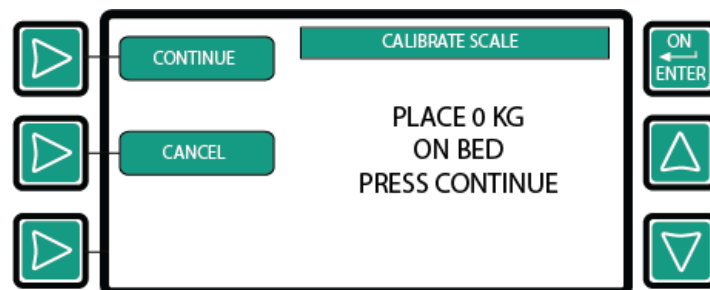 CONTINUE
CALIBRATE SCALE
ON
ENTER
PLACE 0 KG
ON BED
PRESS CONTINUE
CANCEL